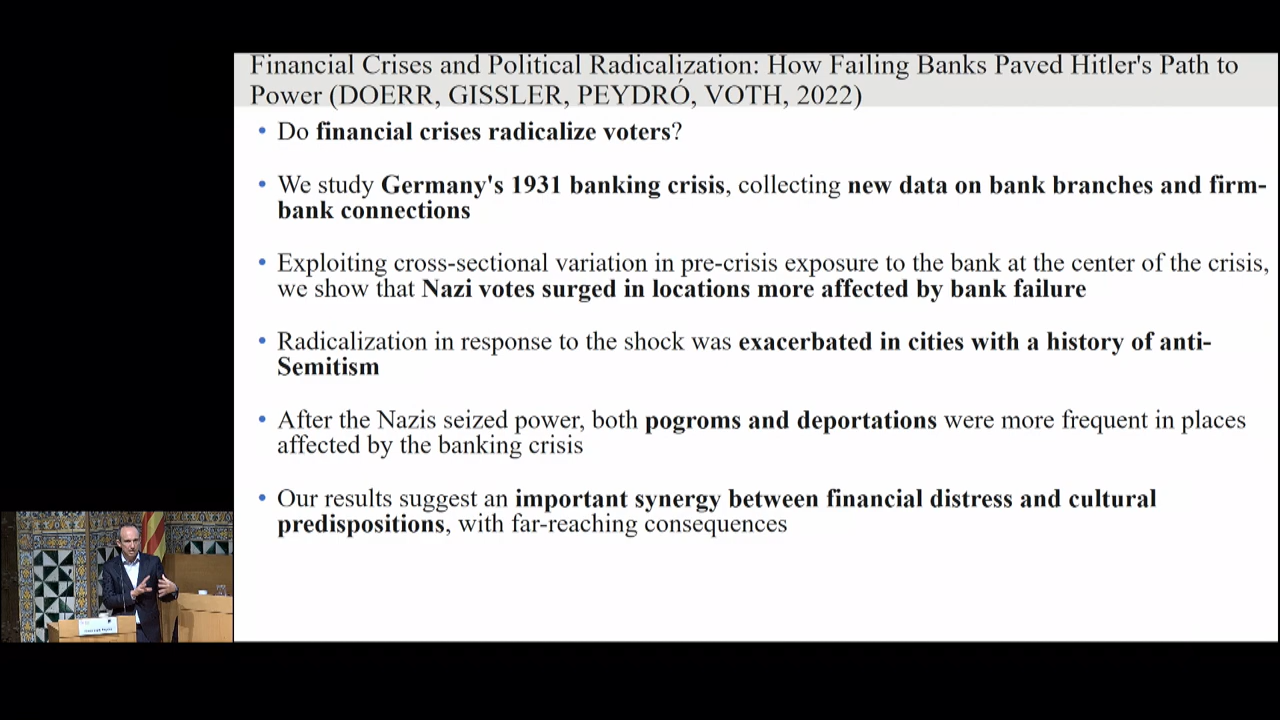 Financial Crises and Political Radicalization: How Failing Banks Paved Hitler's Path to
Power (DOERR, GISSLER, PEYDRÓ, VOTH, 2022)
• Do financial crises radicalize voters?
• We study Germany's 1931 banking crisis, collecting new data on bank branches and firm-
bank connections
• Exploiting cross-sectional variation in pre-crisis exposure to the bank at the center of the crisis,
we show that Nazi votes surged in locations more affected by bank failure
• Radicalization in response to the shock was exacerbated in cities with a history of anti-
Semitism
• After the Nazis seized power, both pogroms and deportations were more frequent in places
affected by the banking crisis
• Our results suggest an important synergy between financial distress and cultural
predispositions, with far-reaching consequences